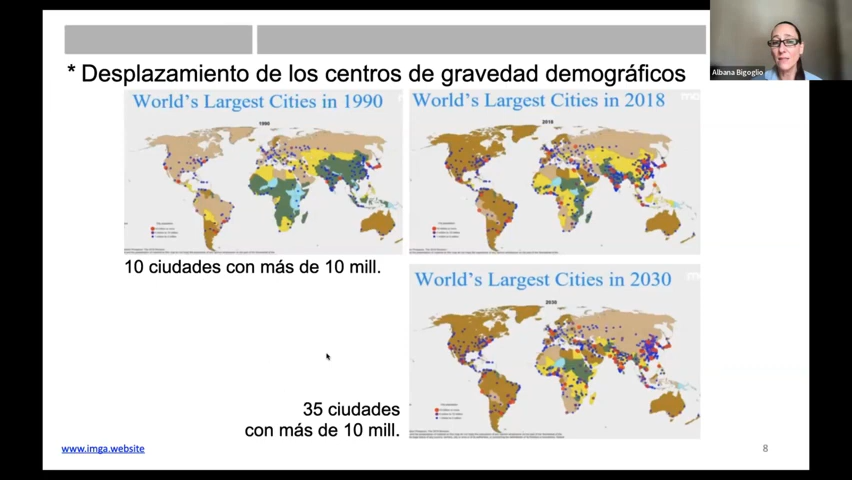 * Desplazamiento de los centros de gravedad demográficos
Albana Bigoglio
World's Largest Cities in 1990
World's Largest Cities in 2018
1990
2018
10 ciudades con más de 10 mill.
World's Largest Cities in 2030
2030
35 ciudades
con más de 10 mill.
www.imga.website
8